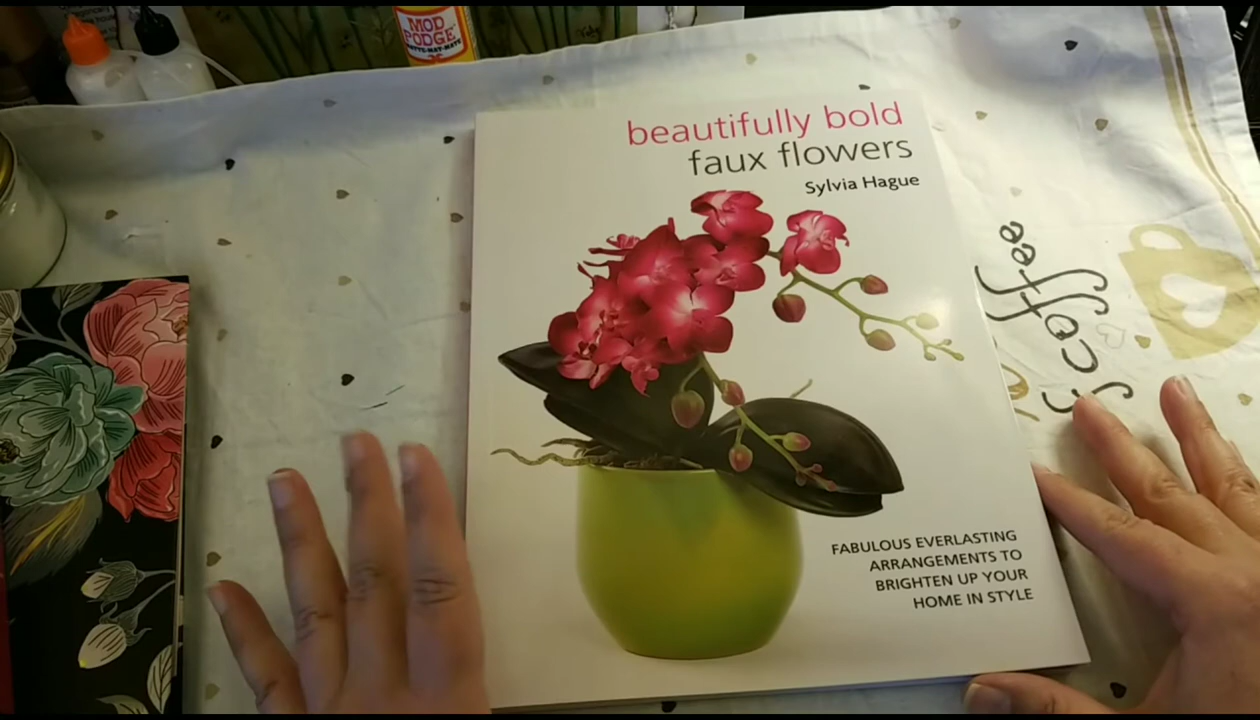 MOD
PODGE
beautifully bold
faux flowers
Sylvia Hague
FABULOUS EVERLASTING
ARRANGEMENTS TO
BRIGHTEN UP YOUR
HOME IN STYLE
coffee